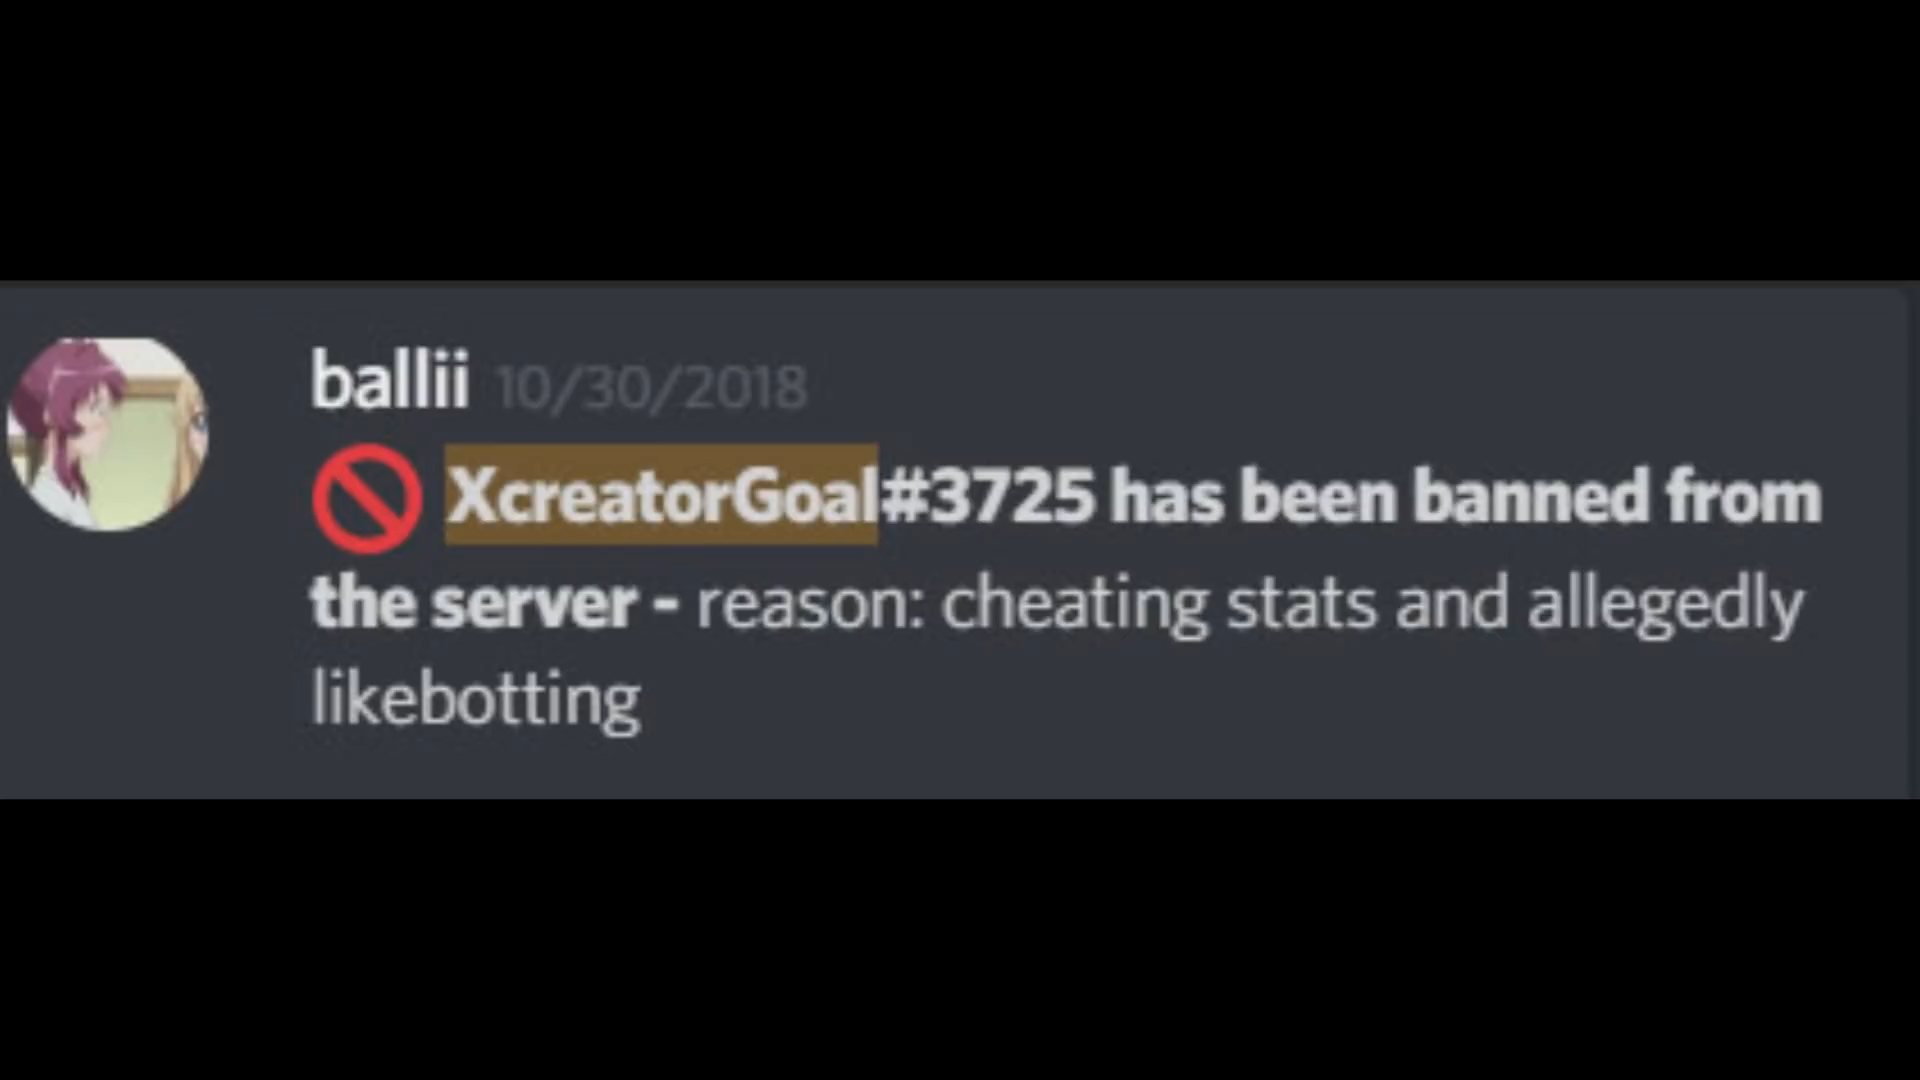 ballii 10/30/2018
XcreatorGoal#3725 has been banned from
the server - reason: cheating stats and allegedly
likebotting